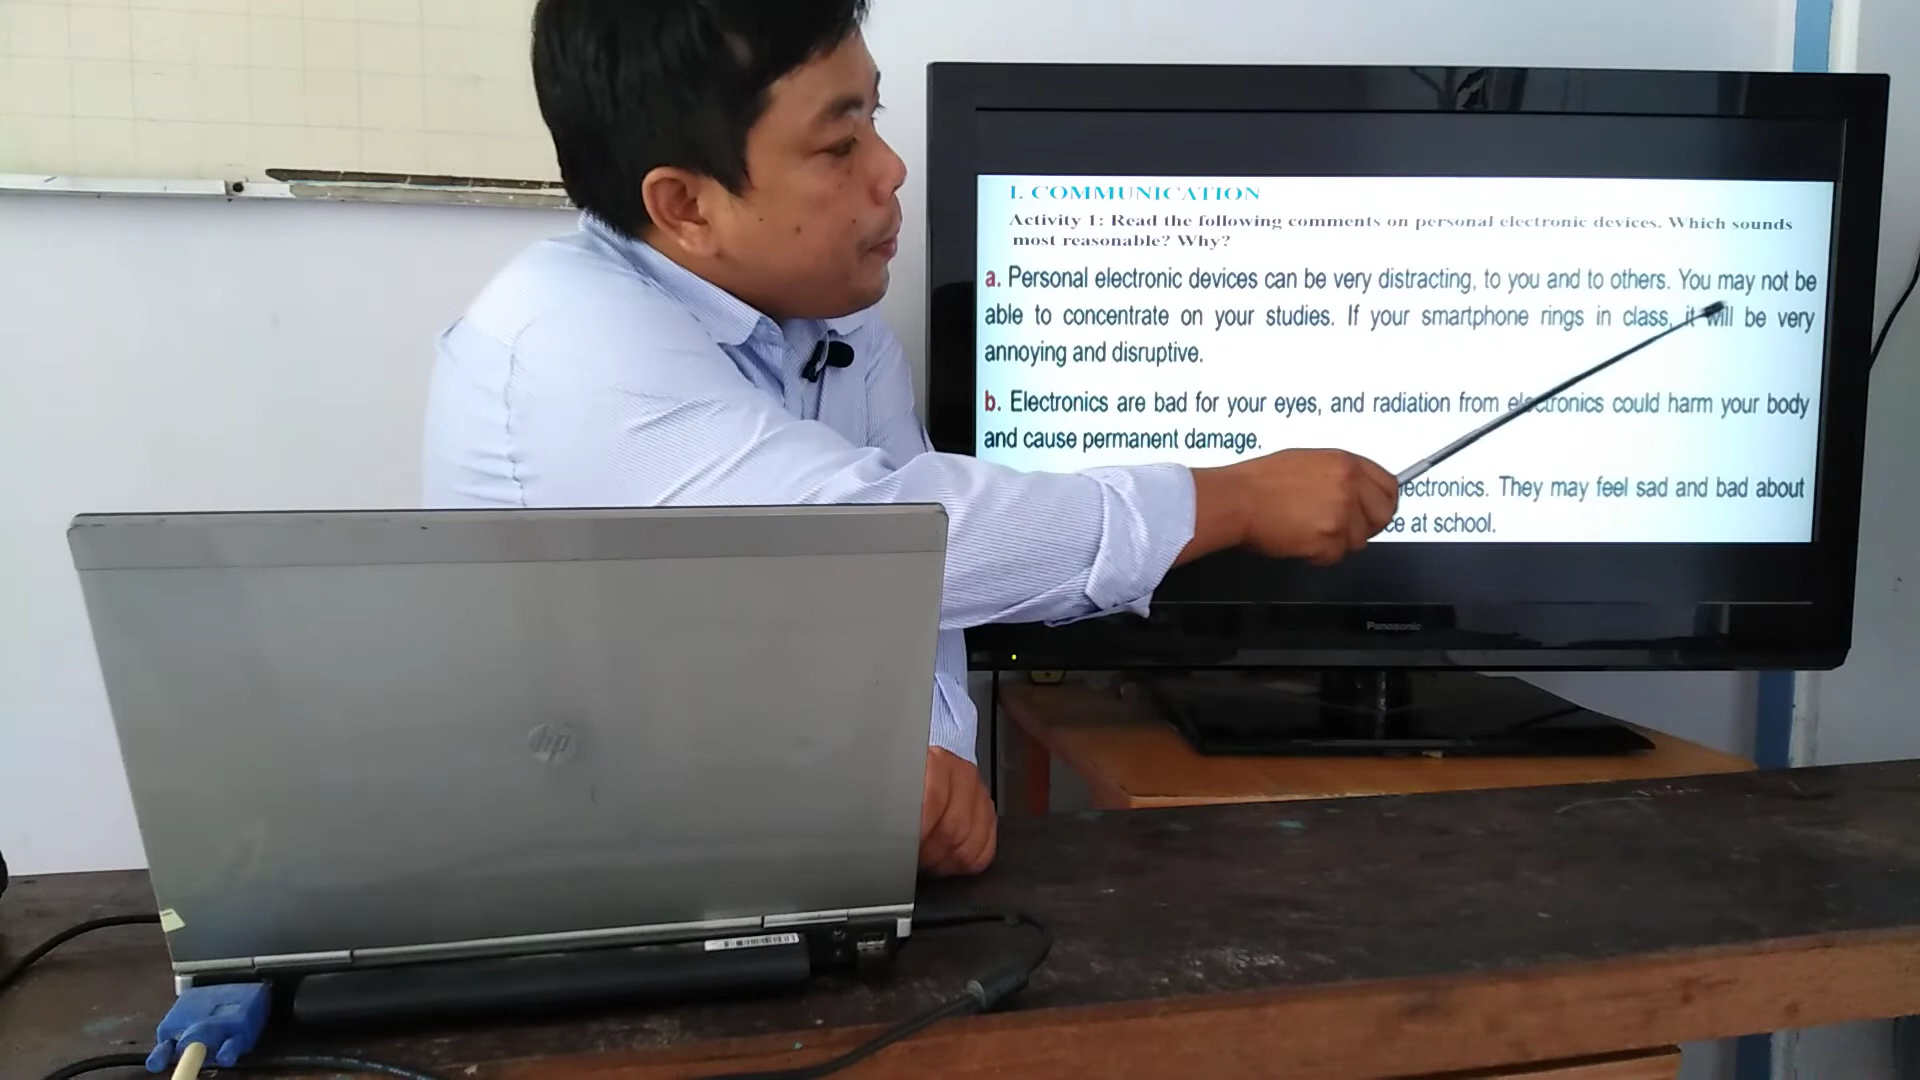 I. COMMUNICATION
Activity 1: Read the following comments on personal electronic devices. Which sounds
most reasonable? Why?
a. Personal electronic devices can be very distracting, to you and to others. You may not be
able to concentrate on your studies. If your smartphone rings in class, it will be very
annoying and disruptive.
b. Electronics are bad for your eyes, and radiation from electronics could harm your body
and cause permanent damage.
lectronics. They may feel sad and bad about
ce at school.
Panasonic
hp